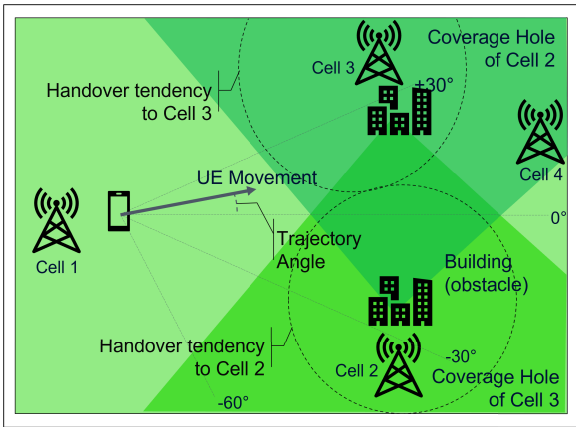 Coverage Hole
of Cell 2
Cell 3
+30°
Handover tendency
to Cell 3
Cell 4
UE Movement
0°
Cell 1
Trajectory
Angle
Building
(obstacle)
Handover tendency
to Cell 2
Cell 2
-30°
Coverage Hole
of Cell 3
-60°